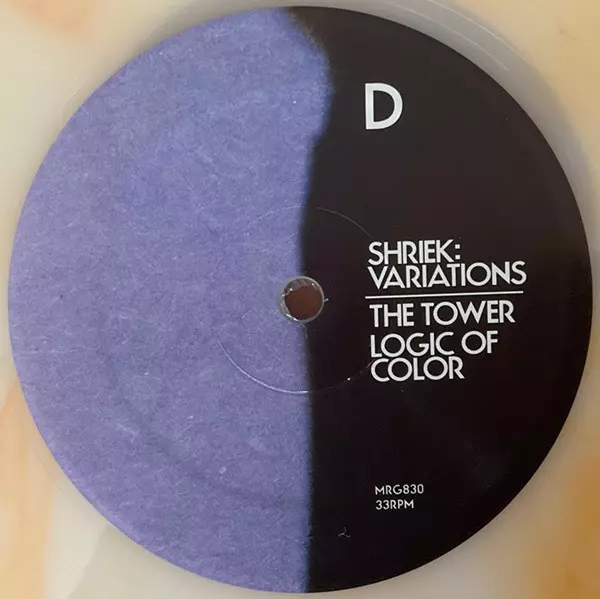 D
SHRIEK:
VARIATIONS
THE TOWER
LOGIC OF
COLOR
MRG830
33RPM